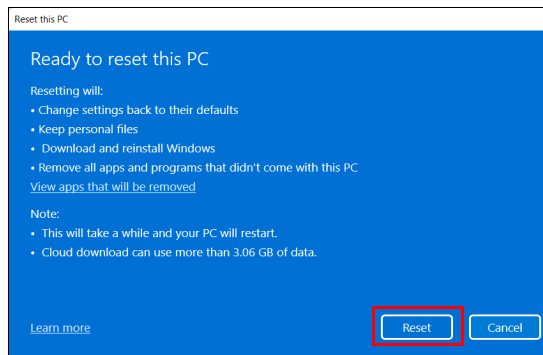 Reset this PC
Ready to reset this PC
Resetting will:
• Change settings back to their defaults
• Keep personal files
• Download and reinstall Windows
• Remove all apps and programs that didn't come with this PC
View apps that will be removed
Note:
• This will take a while and your PC will restart.
• Cloud download can use more than 3.06 GB of data.
Learn more
Reset
Cancel